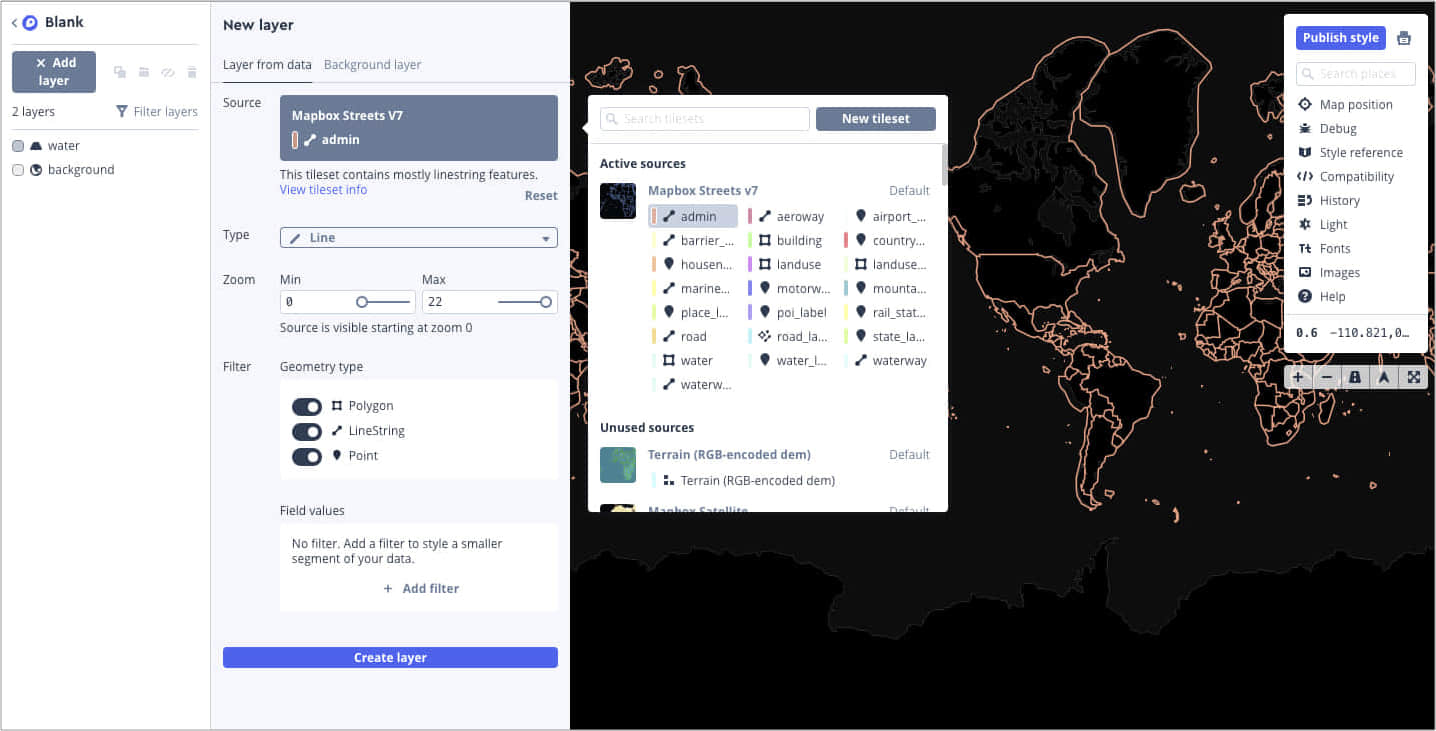 Blank
Add
layer
2 layers
Filter layers
water
background
New layer
Layer from data
Background layer
Source
Mapbox Streets V7
admin
This tileset contains mostly linestring features.
View tileset info
Reset
Type
Line
Zoom
Min
Max
0
22
Source is visible starting at zoom 0
Filter
Geometry type
Polygon
LineString
Point
Field values
No filter. Add a filter to style a smaller
segment of your data.
+ Add filter
Create layer
Search tilesets
New tileset
Active sources
Mapbox Streets v7
Default
admin
aeroway
airport_...
barrier_...
building
country...
housen...
landuse
landuse...
marine...
motorw...
mounta...
place_l...
poi_label
rail_stat...
road
road_la...
state_la...
water
water_l...
waterway
waterw...
Unused sources
Terrain (RGB-encoded dem)
Default
Terrain (RGB-encoded dem)
Mapbox Satellite
Default
Publish style
Search places
Map position
Debug
Style reference
Compatibility
History
Light
Tt Fonts
Images
Help
0.6 -110.821,0...